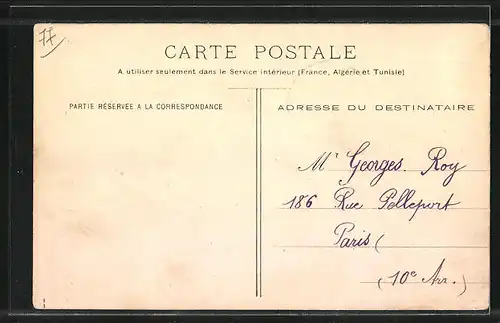 77
CARTE POSTALE
A utiliser seulement dans le Service intérieur (France, Algérie et Tunisie)
PARTIE RÉSERVÉE A LA CORRESPONDANCE
ADRESSE DU DESTINATAIRE
Mr Georges. Roy
186 Rue Pelleport
Paris (
(10e Arr.)